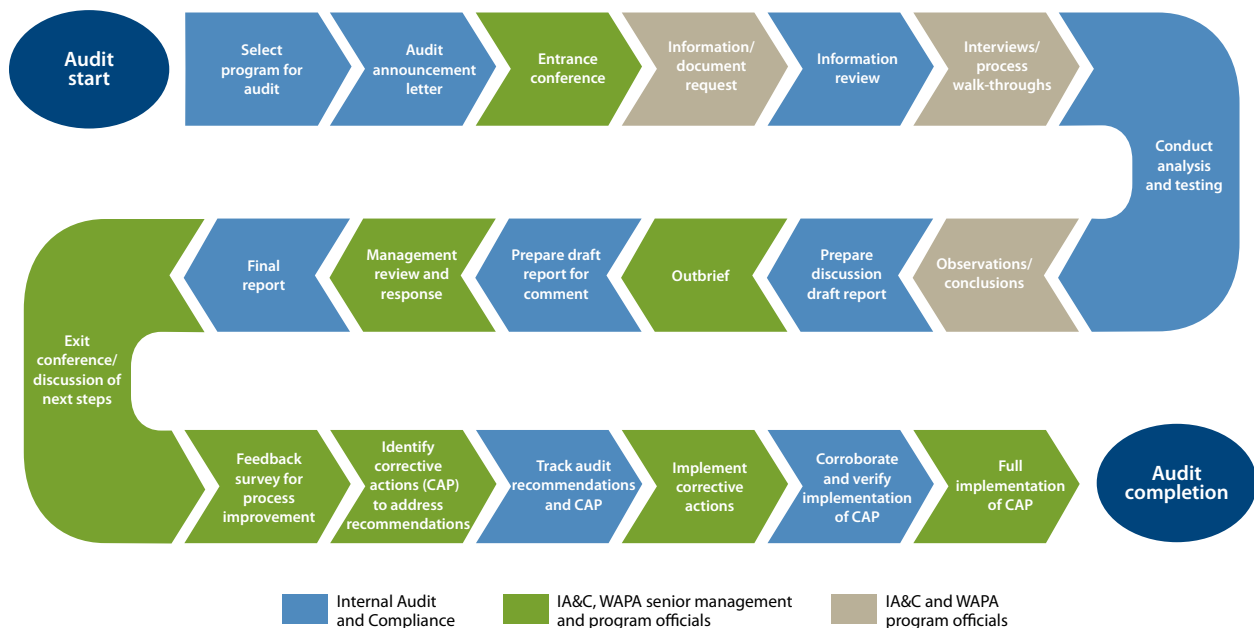 Audit
start
Select
program for
audit
Audit
announcement
letter
Entrance
conference
Information/
document
request
Information
review
Interviews/
process
walk-throughs
Conduct
analysis
and testing
Observations/
conclusions
Prepare
discussion
draft report
Outbrief
Prepare draft
report for
comment
Management
review and
response
Final
report
Exit
conference/
discussion of
next steps
Feedback
survey for
process
improvement
Identify
corrective
actions (CAP)
to address
recommendations
Track audit
recommendations
and CAP
Implement
corrective
actions
Corroborate
and verify
implementation
of CAP
Full
implementation
of CAP
Audit
completion
Internal Audit
and Compliance
IA&C, WAPA senior management
and program officials
IA&C and WAPA
program officials